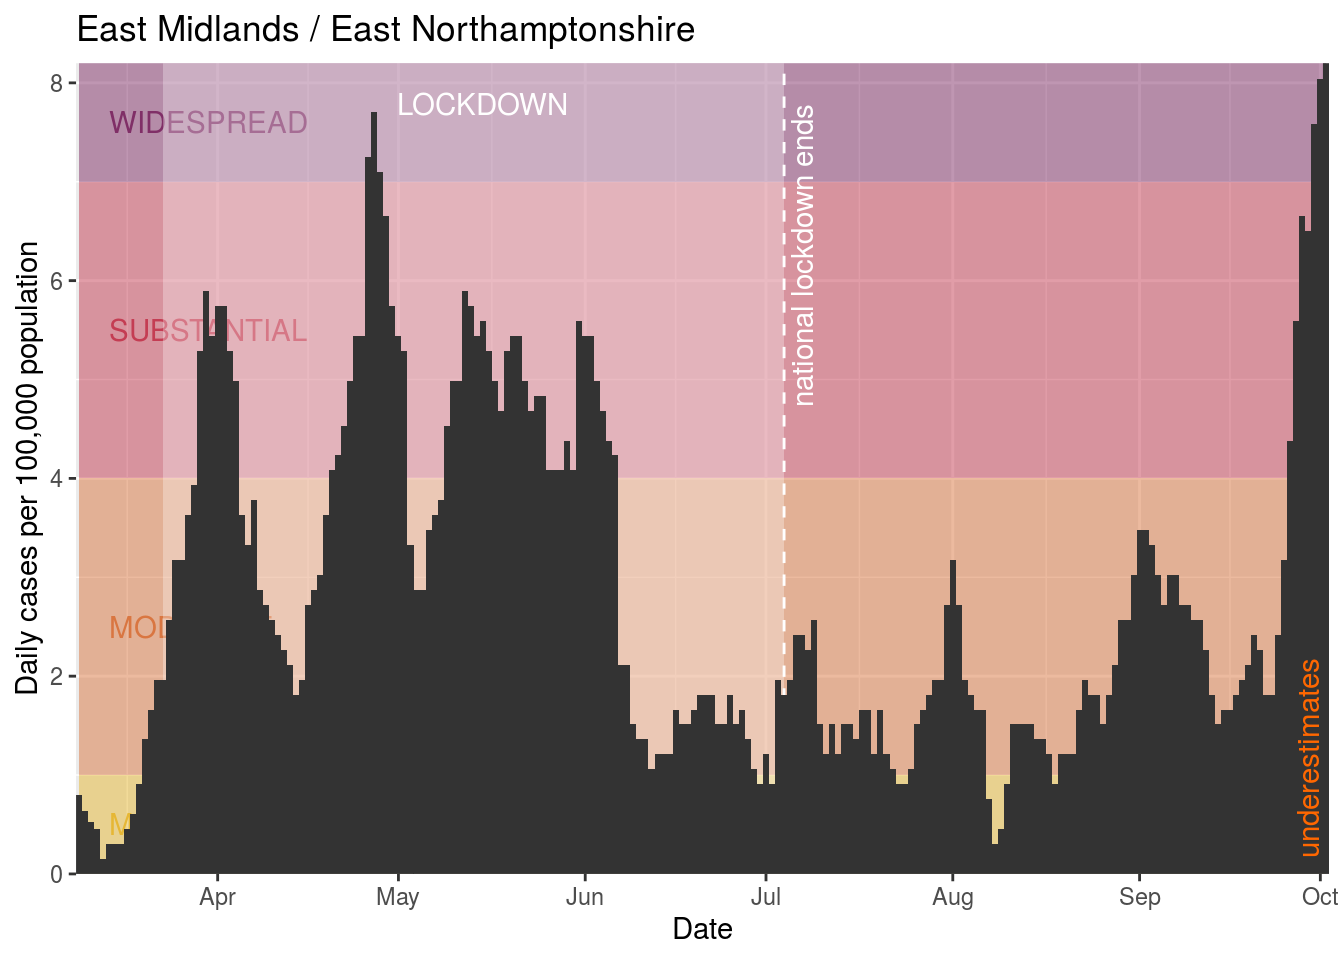 East Midlands / East Northamptonshire
8
6
4
2
0
Daily cases per 100,000 population
WIDESPREAD
LOCKDOWN
SUBSTANTIAL
MOD
M
national lockdown ends
underestimates
Apr
May
Jun
Jul
Aug
Sep
Oct
Date